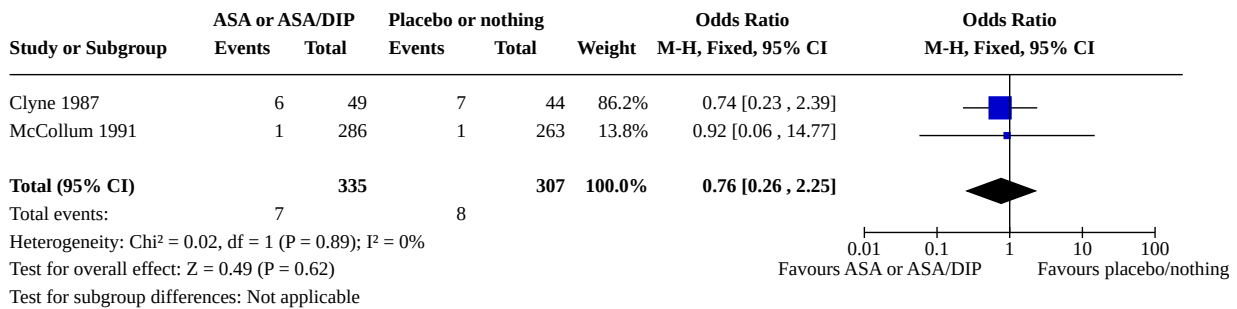 ASA or ASA/DIP Placebo or nothing Odds Ratio Odds Ratio
Study or Subgroup Events Total Events Total Weight M-H, Fixed, 95% CI M-H, Fixed, 95% CI
Clyne 1987 6 49 7 44 86.2% 0.74 [0.23 , 2.39]
McCollum 1991 1 286 1 263 13.8% 0.92 [0.06 , 14.77]
Total (95% CI) 335 307 100.0% 0.76 [0.26 , 2.25]
Total events: 7 8
Heterogeneity: Chi² = 0.02, df = 1 (P = 0.89); I² = 0%
0.01 0.1 1 10 100
Test for overall effect: Z = 0.49 (P = 0.62) Favours ASA or ASA/DIP Favours placebo/nothing
Test for subgroup differences: Not applicable